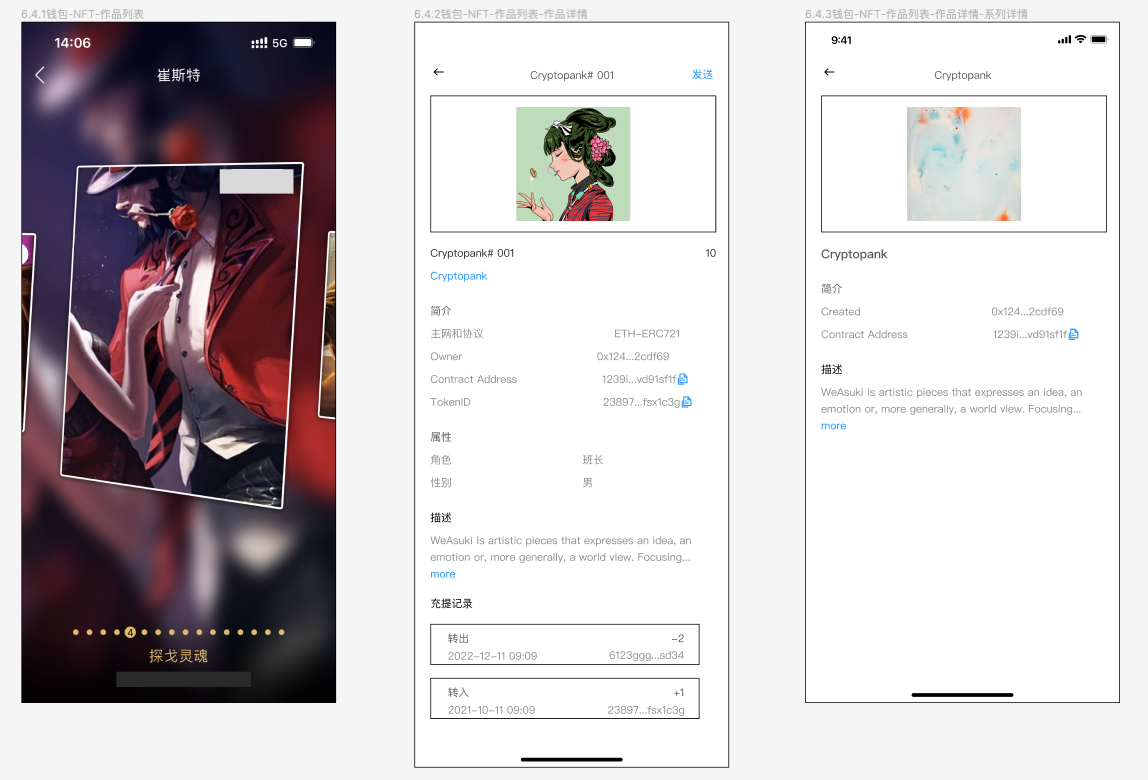 6.4.1钱包-NFT-作品列表
14:06
5G
崔斯特
4
探戈灵魂
6.4.2钱包-NFT-作品列表-作品详情
Cryptopank# 001
发送
Cryptopank# 001
10
Cryptopank
简介
主网和协议
ETH-ERC721
Owner
0x124...2cdf69
Contract Address
1239i...vd91sf1f
TokenID
23897...fsx1c3g
属性
角色
班长
性别
男
描述
WeAsuki is artistic pieces that expresses an idea, an
emotion or, more generally, a world view. Focusing...
more
充提记录
转出
-2
2022-12-11 09:09
6123ggg...sd34
转入
+1
2021-10-11 09:09
23897...fsx1c3g
6.4.3钱包-NFT-作品列表-作品详情-系列详情
9:41
Cryptopank
Cryptopank
简介
Created
0x124...2cdf69
Contract Address
1239i...vd91sf1f
描述
WeAsuki is artistic pieces that expresses an idea, an
emotion or, more generally, a world view. Focusing...
more